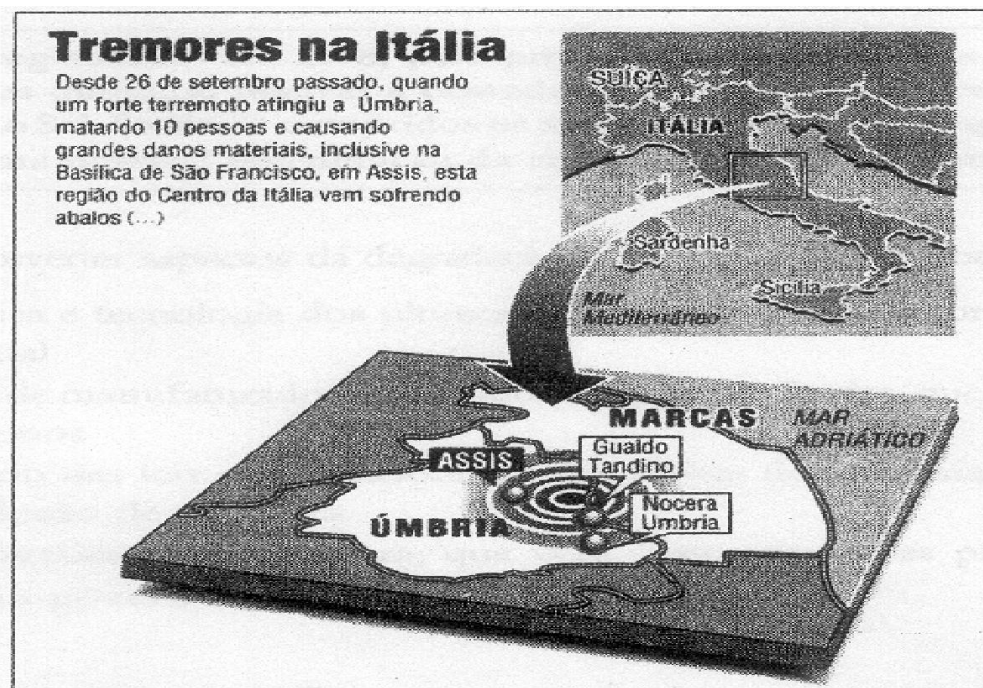 Tremores na Itália
Desde 26 de setembro passado, quando
um forte terremoto atingiu a Úmbria,
matando 10 pessoas e causando
grandes danos materiais, inclusive na
Basílica de São Francisco, em Assis, esta
região do Centro da Itália vem sofrendo
abalos (...)
SUIÇA
ITÁLIA
Sardenha
Sicilia
Mar
Mediterrâneo
MARCAS
MAR
ADRIÁTICO
Gualdo
Tandino
ASSIS
Nocera
Umbria
ÚMBRIA